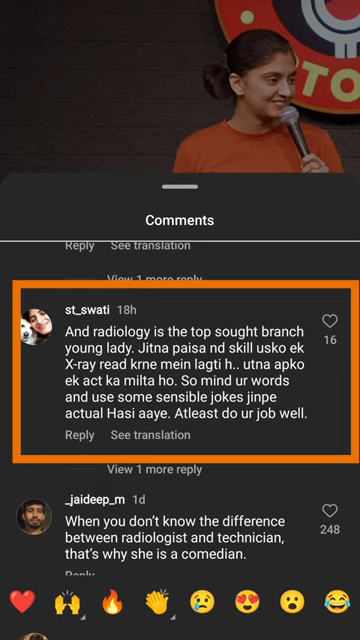 TO
Comments
Reply See translation
View 1 more reply
st_swati 18h
And radiology is the top sought branch
young lady. Jitna paisa nd skill usko ek
X-ray read krne mein lagti h.. utna apko
ek act ka milta ho. So mind ur words
and use some sensible jokes jinpe
actual Hasi aaye. Atleast do ur job well.
16
Reply See translation
View 1 more reply
_jaideep_m 1d
When you don't know the difference
between radiologist and technician,
that's why she is a comedian.
248
Reply